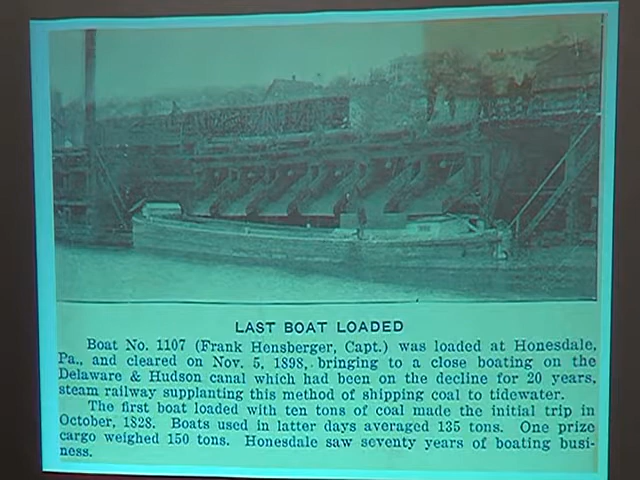 LAST BOAT LOADED
Boat No. 1107 (Frank Hensberger, Capt.) was loaded at Honesdale,
Pa., and cleared on Nov. 5, 1898, bringing to a close boating on the
Delaware & Hudson canal which had been on the decline for 20 years,
steam railway supplanting this method of shipping coal to tidewater.
The first boat loaded with ten tons of coal made the initial trip in
October, 1828. Boats used in latter days averaged 135 tons. One prize
cargo weighed 150 tons. Honesdale saw seventy years of boating busi-
ness.